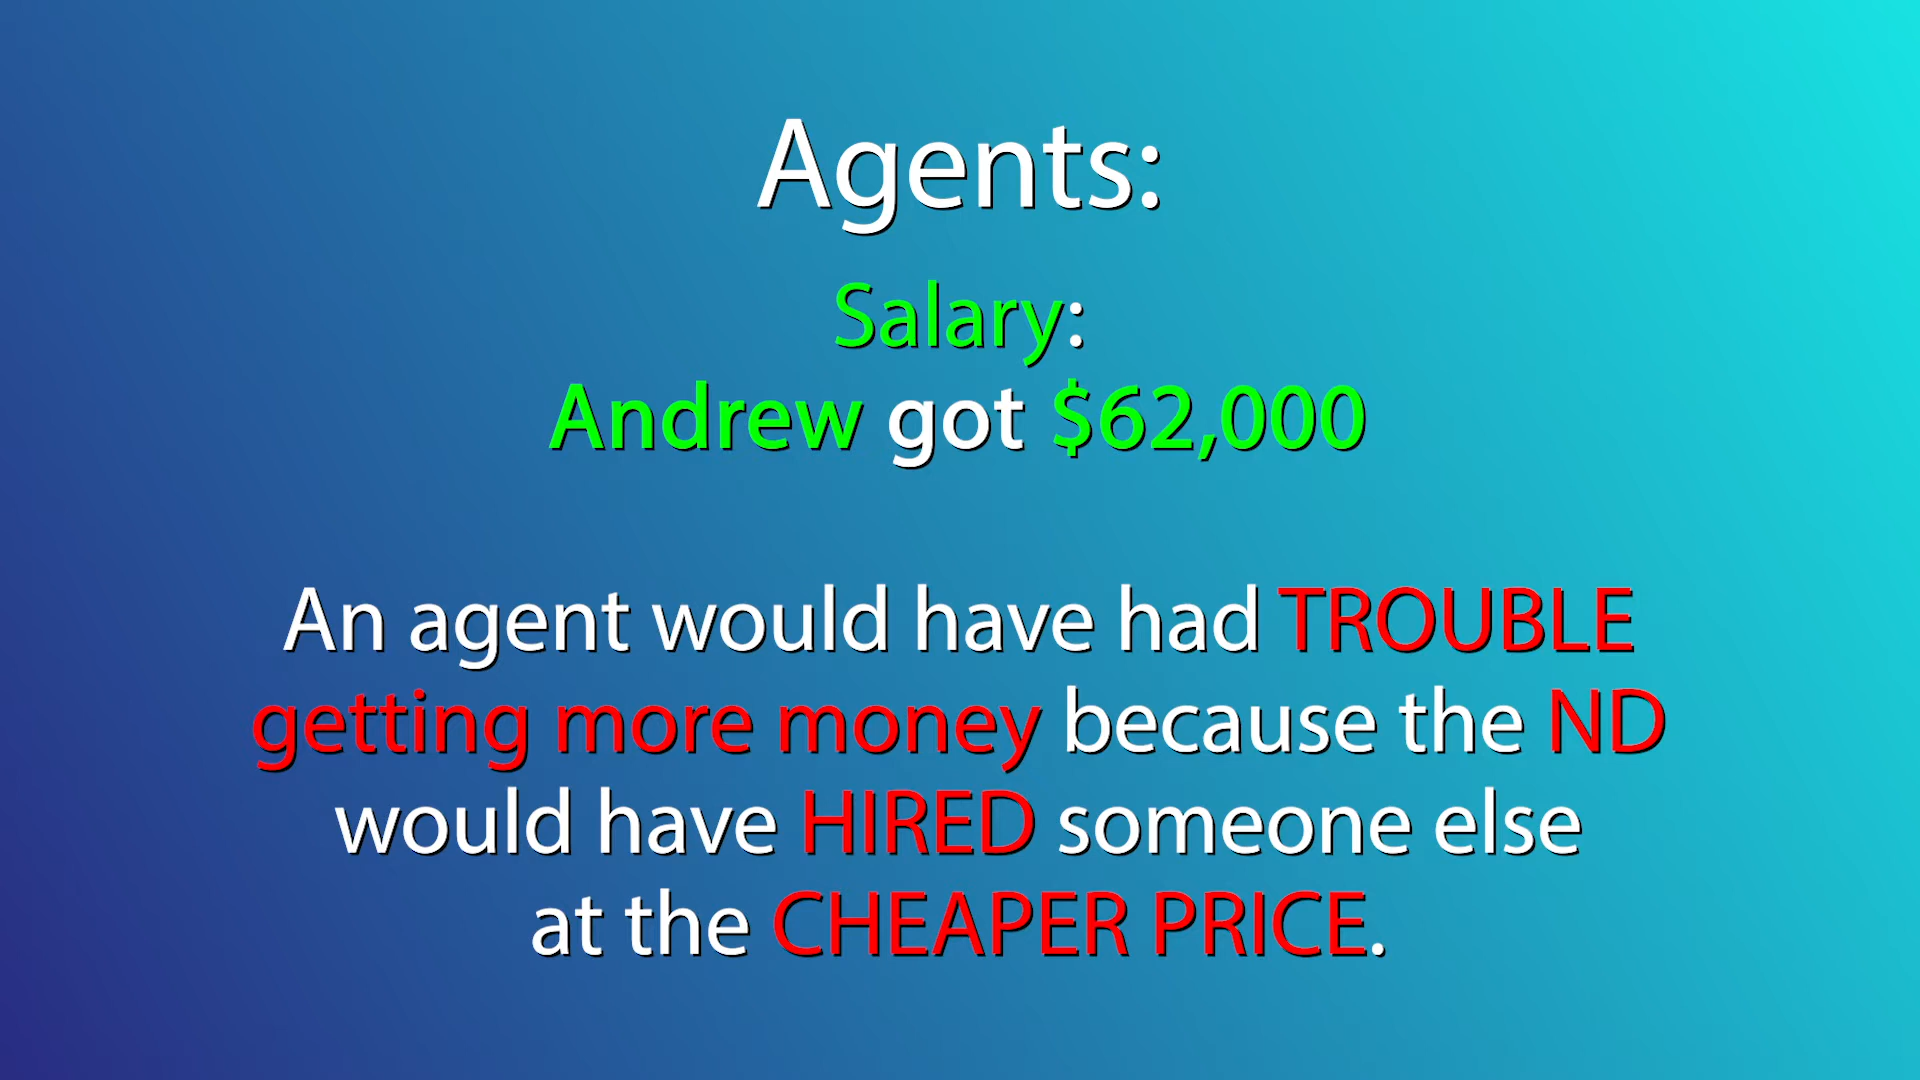 Agents:
Salary:
Andrew got $62,000
An agent would have had TROUBLE
getting more money because the ND
would have HIRED someone else
at the CHEAPER PRICE.